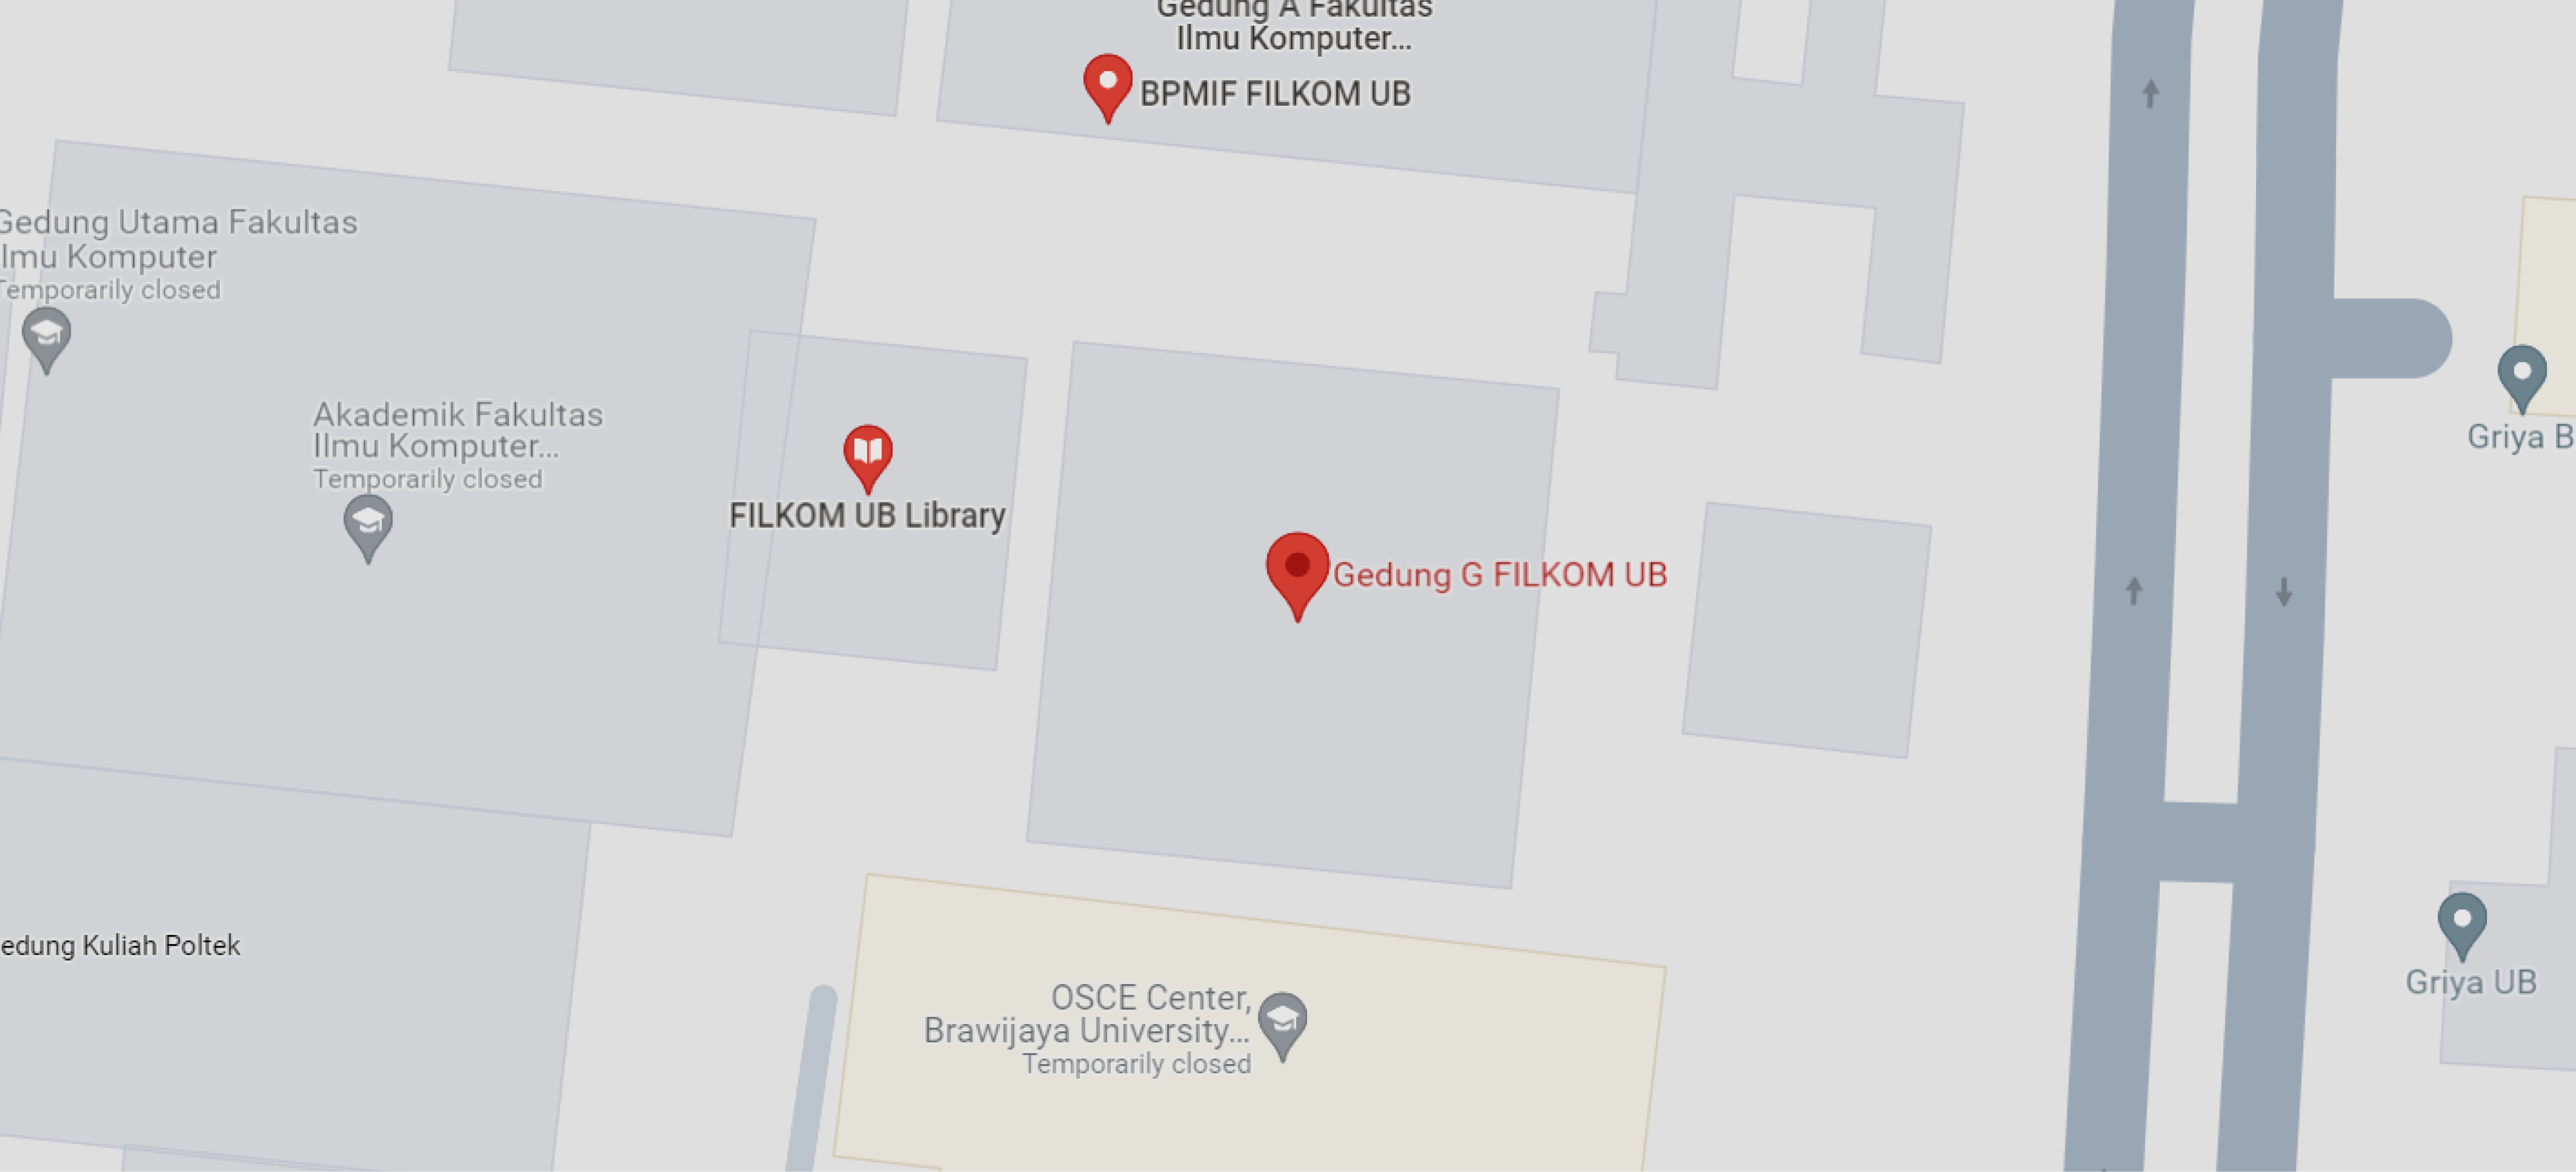 Gedung A Fakultas
Ilmu Komputer...
BPMIF FILKOM UB
Gedung Utama Fakultas
Ilmu Komputer
Temporarily closed
Akademik Fakultas
Ilmu Komputer...
Temporarily closed
FILKOM UB Library
Gedung G FILKOM UB
Griya B
edung Kuliah Poltek
OSCE Center,
Brawijaya University...
Temporarily closed
Griya UB